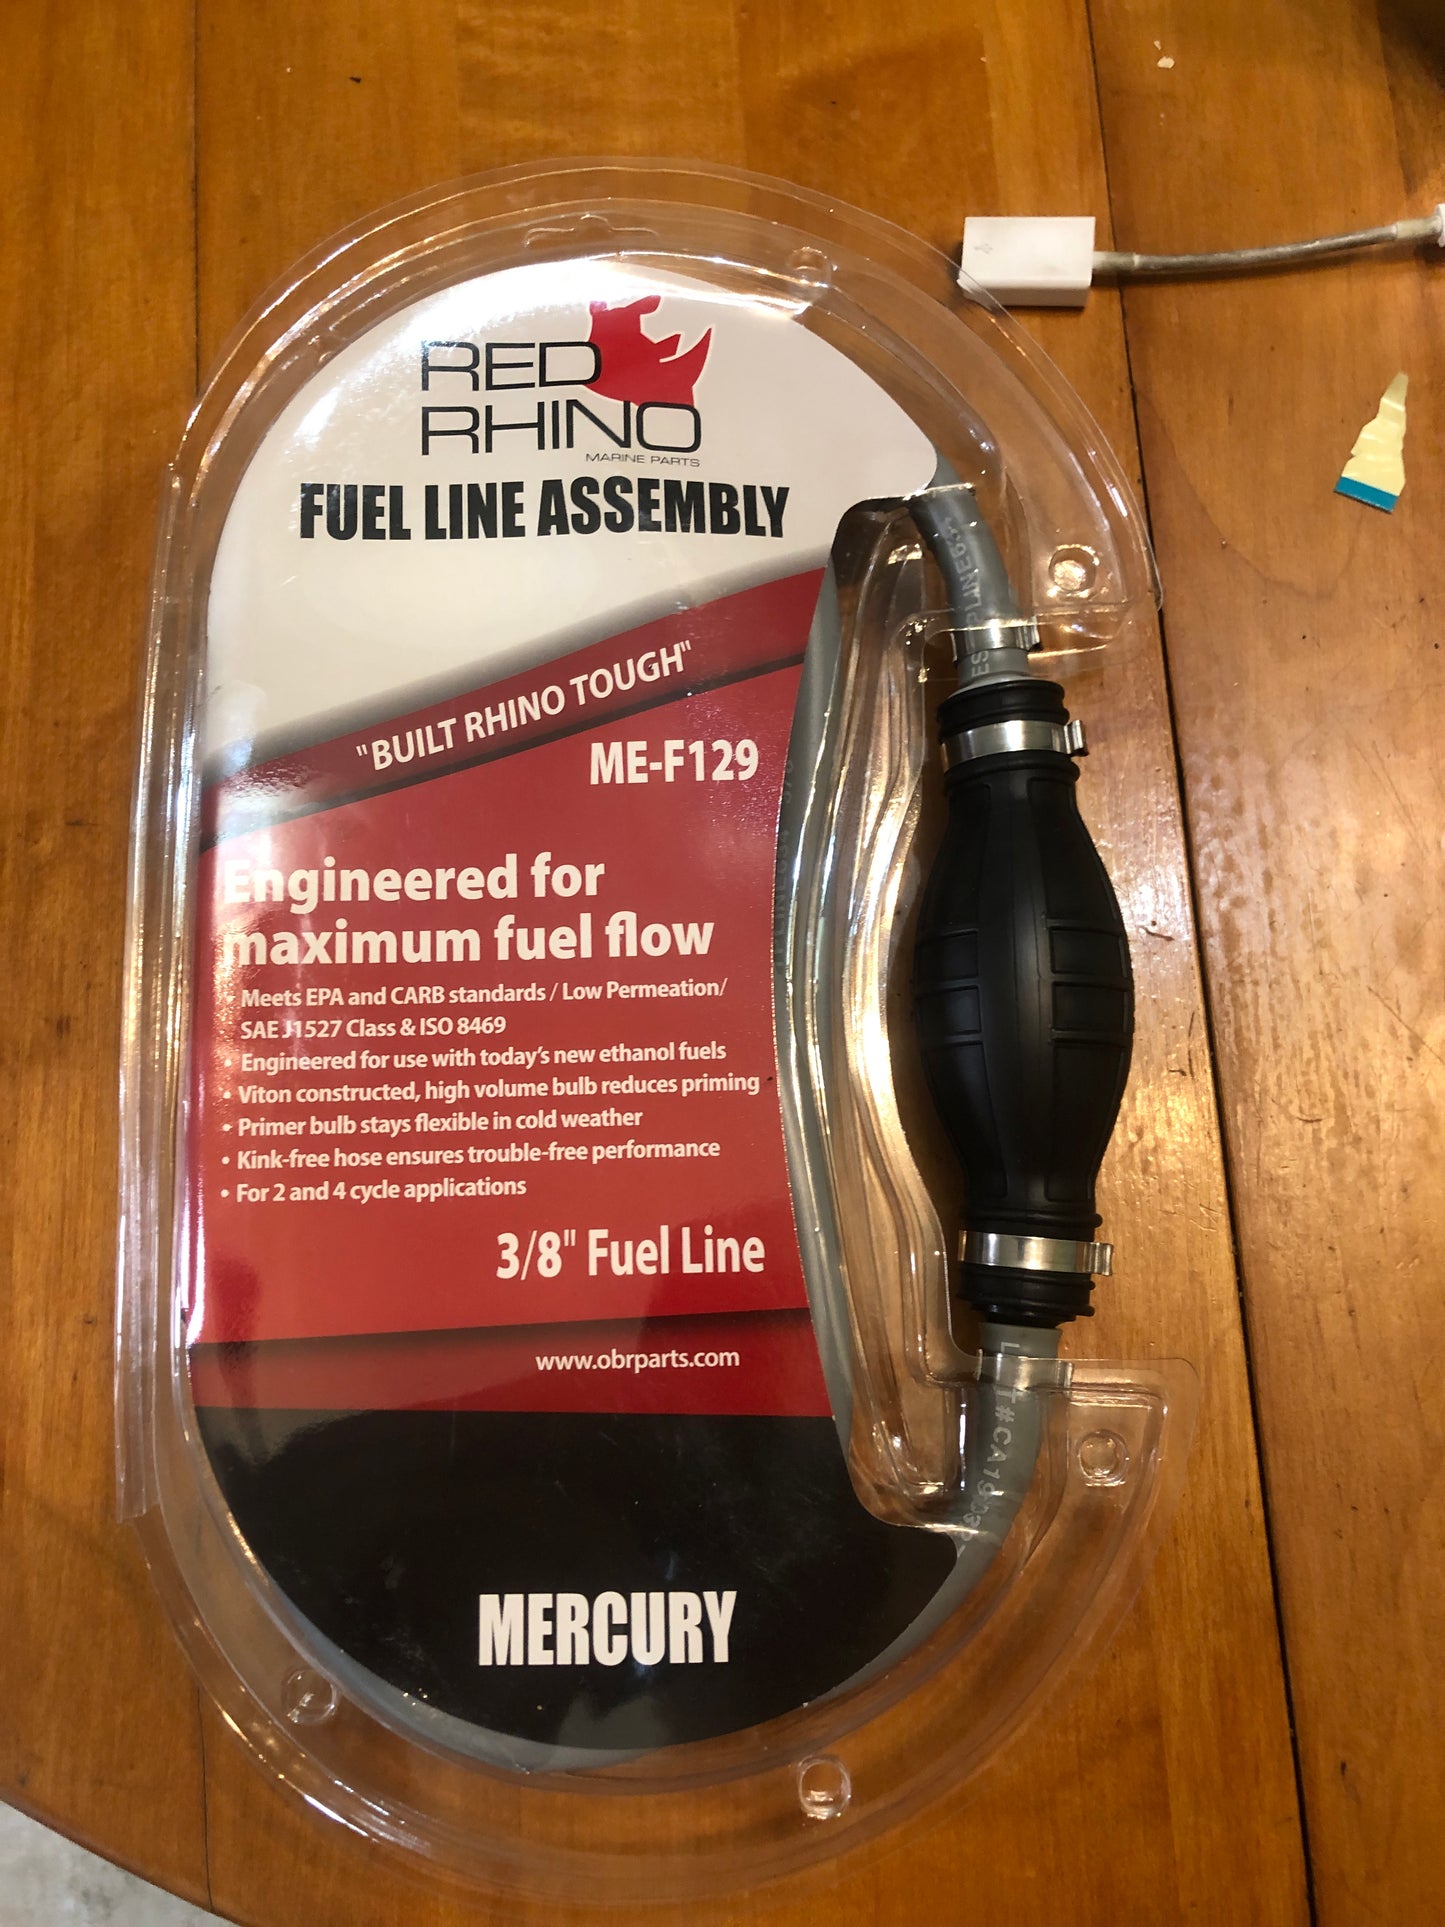 RED
RHINO
MARINE PARTS
FUEL LINE ASSEMBLY
"BUILT RHINO TOUGH"
ME-F129
Engineered for
maximum fuel flow
• Meets EPA and CARB standards / Low Permeation/
SAE J1527 Class & ISO 8469
• Engineered for use with today's new ethanol fuels
• Viton constructed, high volume bulb reduces priming
• Primer bulb stays flexible in cold weather
• Kink-free hose ensures trouble-free performance
• For 2 and 4 cycle applications
3/8" Fuel Line
www.obrparts.com
MERCURY